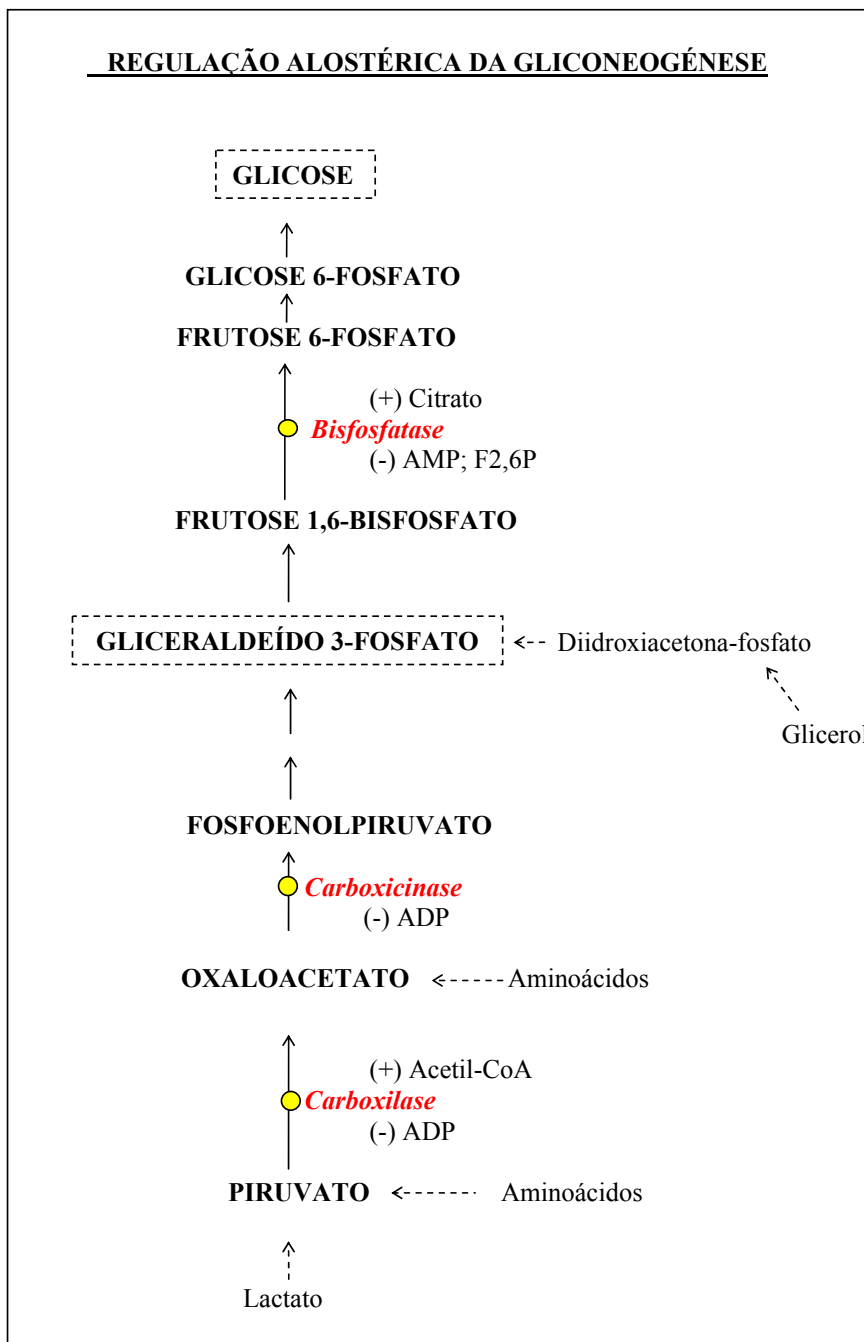 REGULAÇÃO ALOSTÉRICA DA GLICONEOGÉNESE
GLICOSE
GLICOSE 6-FOSFATO
FRUTOSE 6-FOSFATO
(+) Citrato
Bisfosfatase
(-) AMP; F2,6P
FRUTOSE 1,6-BISFOSFATO
GLICERALDEÍDO 3-FOSFATO Diidroxiacetona-fosfato
Glicerol
FOSFOENOLPIRUVATO
Carboxicinase
(-) ADP
OXALOACETATO Aminoácidos
(+) Acetil-CoA
Carboxilase
(-) ADP
PIRUVATO Aminoácidos
Lactato